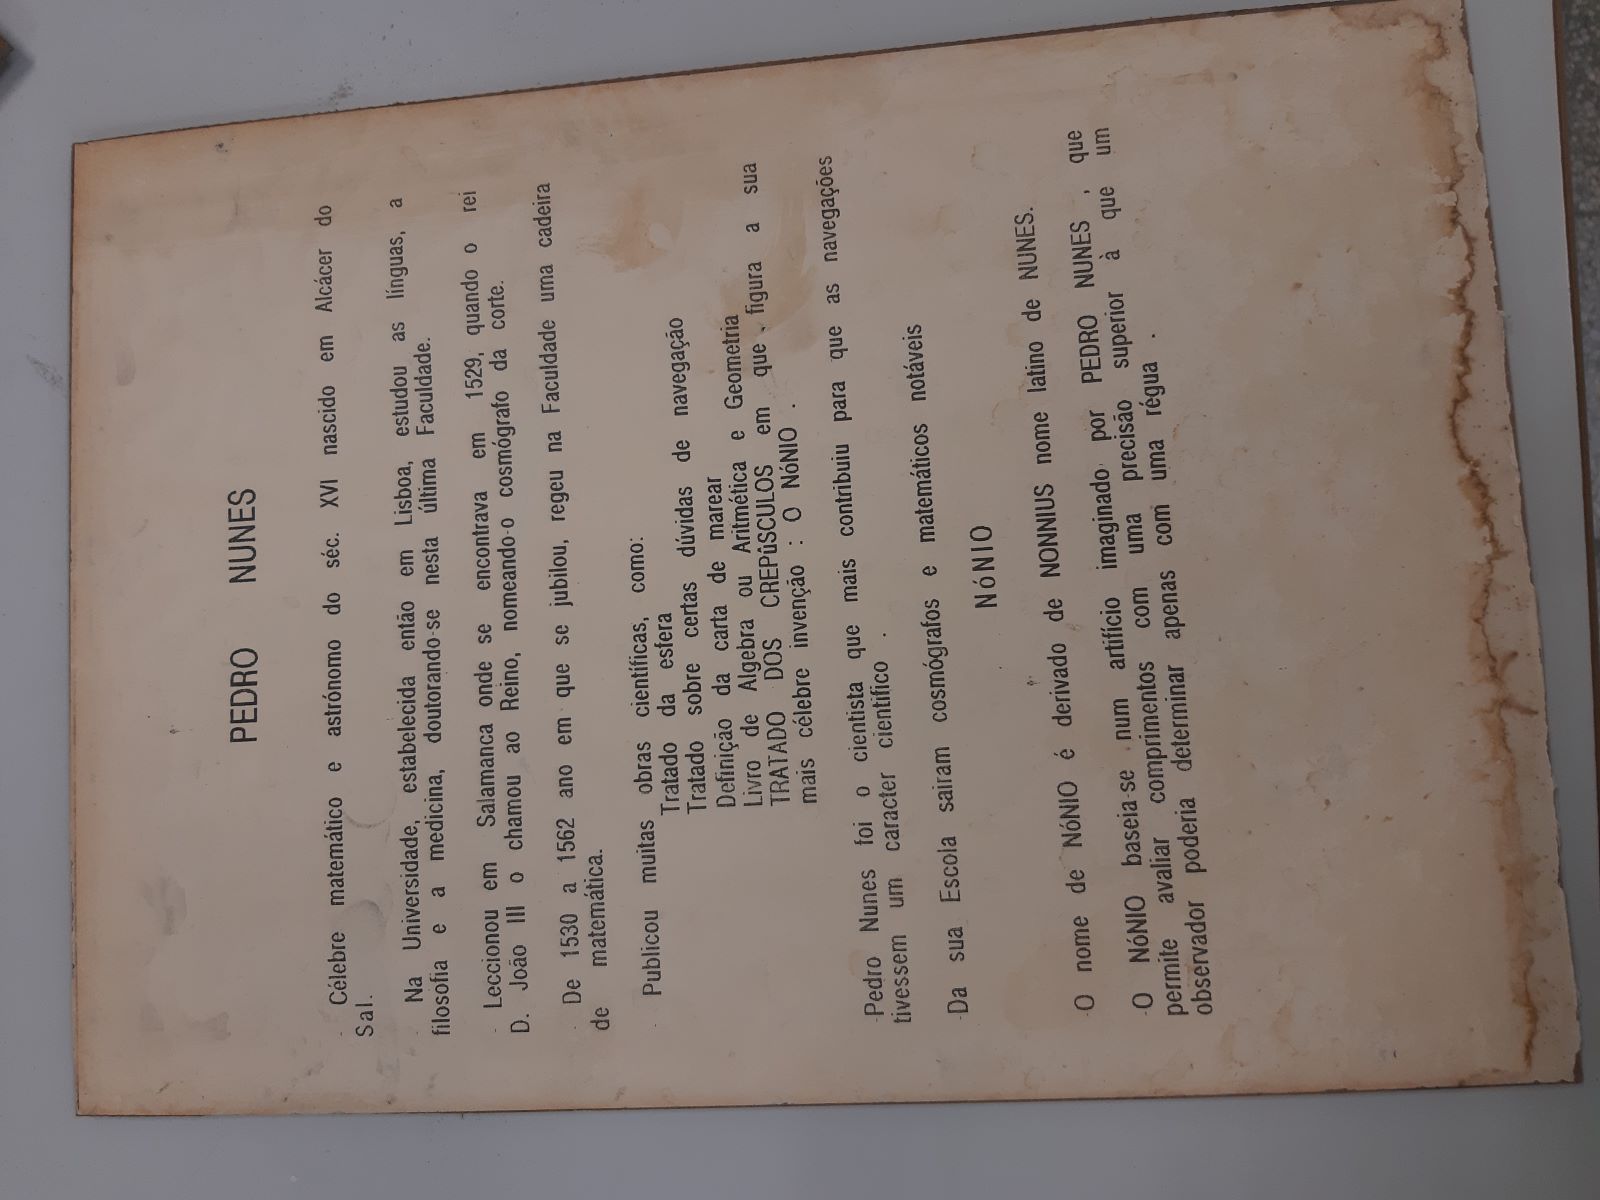 PEDRO NUNES
· Célebre matemático e astrónomo do séc. XVI nascido em Alcácer do
Sal.
· Na Universidade, estabelecida então em Lisboa, estudou as línguas, a
filosofia e a medicina, doutorando-se nesta última Faculdade.
· Leccionou em Salamanca onde se encontrava em 1529, quando o rei
D. João III o chamou ao Reino, nomeando-o cosmógrafo da corte.
· De 1530 a 1562 ano em que se jubilou, regeu na Faculdade uma cadeira
de matemática.
· Publicou muitas obras científicas, como:
Tratado da esfera
Tratado sobre certas dúvidas de navegação
Definição da carta de marear
Livro de Algebra ou Aritmética e Geometria
TRATADO DOS CREPúSCULOS em que , figura a sua
mais célebre invenção : O NóNIO .
·Pedro Nunes foi o cientista que mais contribuiu para que as navegações
tivessem um caracter científico .
·Da sua Escola sairam cosmógrafos e matemáticos notáveis
NóNIO
·O nome de NóNIO é derivado de NONNIUS nome latino de NUNES.
·O NóNIO baseia-se num artifício imaginado por PEDRO NUNES , que
permite avaliar comprimentos com uma precisão superior à que um
observador poderia determinar apenas com uma régua .